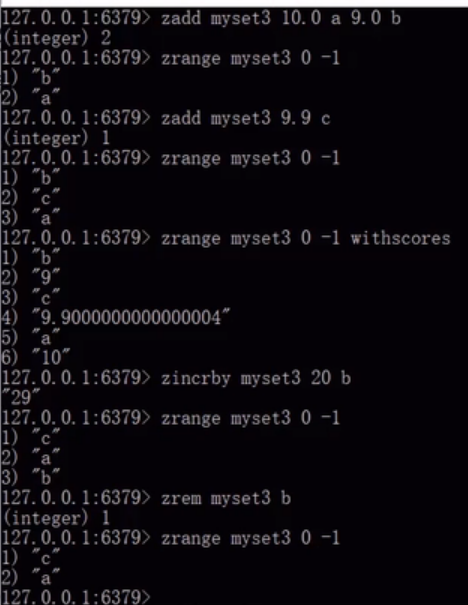 127.0.0.1:6379> zadd myset3 10.0 a 9.0 b
(integer) 2
127.0.0.1:6379> zrange myset3 0 -1
1) "b"
2) "a"
127.0.0.1:6379> zadd myset3 9.9 c
(integer) 1
127.0.0.1:6379> zrange myset3 0 -1
1) "b"
2) "c"
3) "a"
127.0.0.1:6379> zrange myset3 0 -1 withscores
1) "b"
2) "9"
3) "c"
4) "9.9000000000000004"
5) "a"
6) "10"
127.0.0.1:6379> zincrby myset3 20 b
"29"
127.0.0.1:6379> zrange myset3 0 -1
1) "c"
2) "a"
3) "b"
127.0.0.1:6379> zrem myset3 b
(integer) 1
127.0.0.1:6379> zrange myset3 0 -1
1) "c"
2) "a"
127.0.0.1:6379>